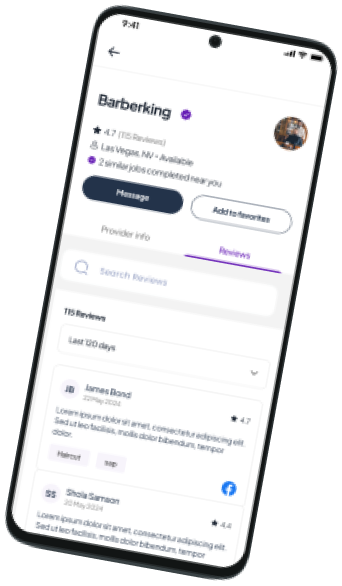 9:41
Barberking
4.7 (115 Reviews)
Las Vegas, NV • Available
2 similar jobs completed near you
Message
Add to favorites
Provider info
Reviews
Search Reviews
115 Reviews
Last 120 days
JB
James Bond
22 May 2024
4.7
Lorem ipsum dolor sit amet, consectetur adipiscing elit.
Sed ut leo facilisis, mollis dolor bibendum, tempor
dolor.
Haircut
SS
Shola Samson
22 May 2024
4.4
Lorem ipsum dolor sit amet, consectetur adipiscing elit.
Sed ut leo facilisis, mollis dolor bibendum, tempor